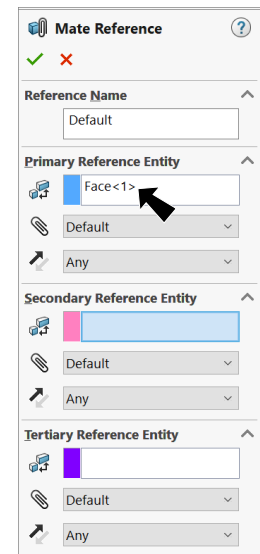 Mate Reference
?
Reference Name
Default
Primary Reference Entity
Face<1>
Default
Any
Secondary Reference Entity
Default
Any
Tertiary Reference Entity
Default
Any